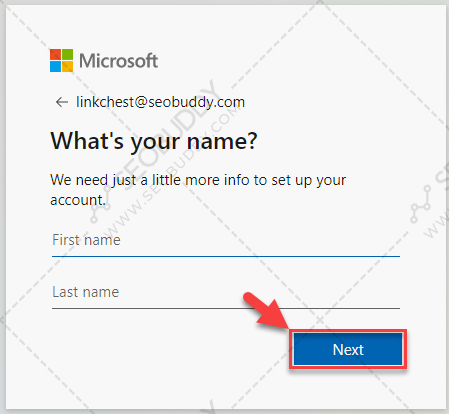 Microsoft
linkchest@seobuddy.com
What's your name?
We need just a little more info to set up your
account.
First name
Last name
Next
SEOBUDDY
WWW.SEOBUDDY.COM